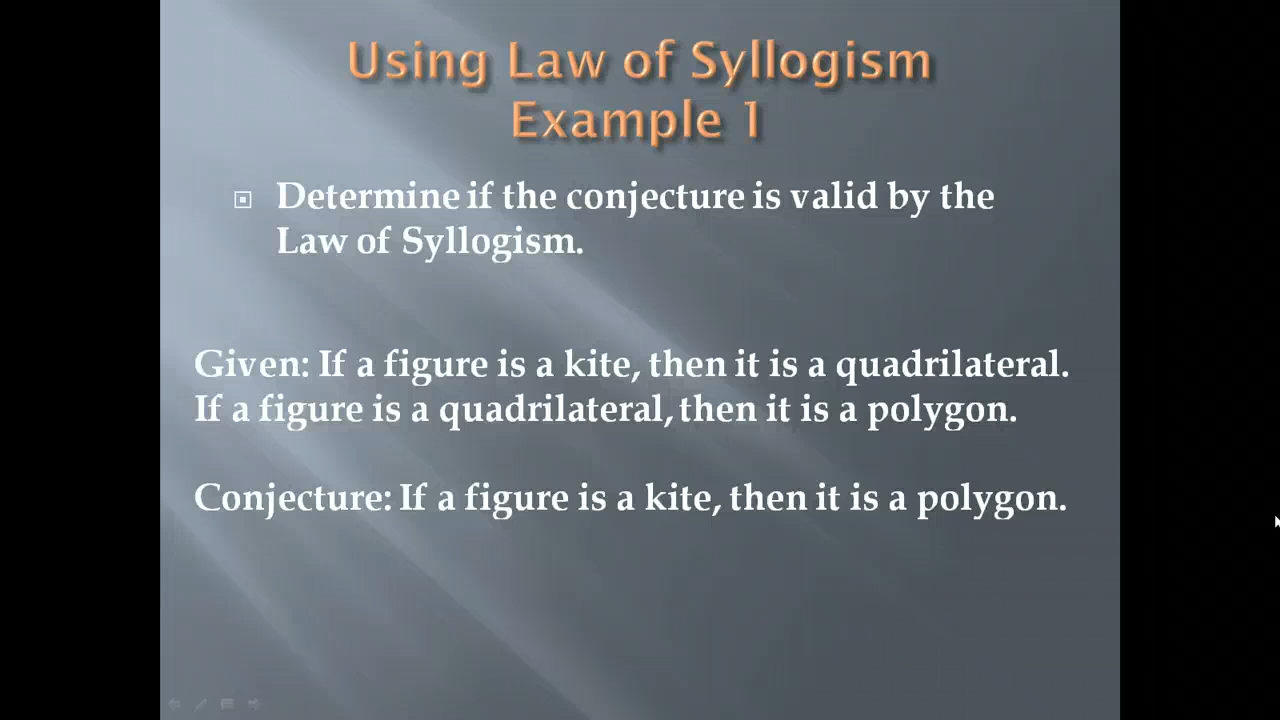 Using Law of Syllogism
Example 1
Determine if the conjecture is valid by the
Law of Syllogism.
Given: If a figure is a kite, then it is a quadrilateral.
If a figure is a quadrilateral, then it is a polygon.
Conjecture: If a figure is a kite, then it is a polygon.